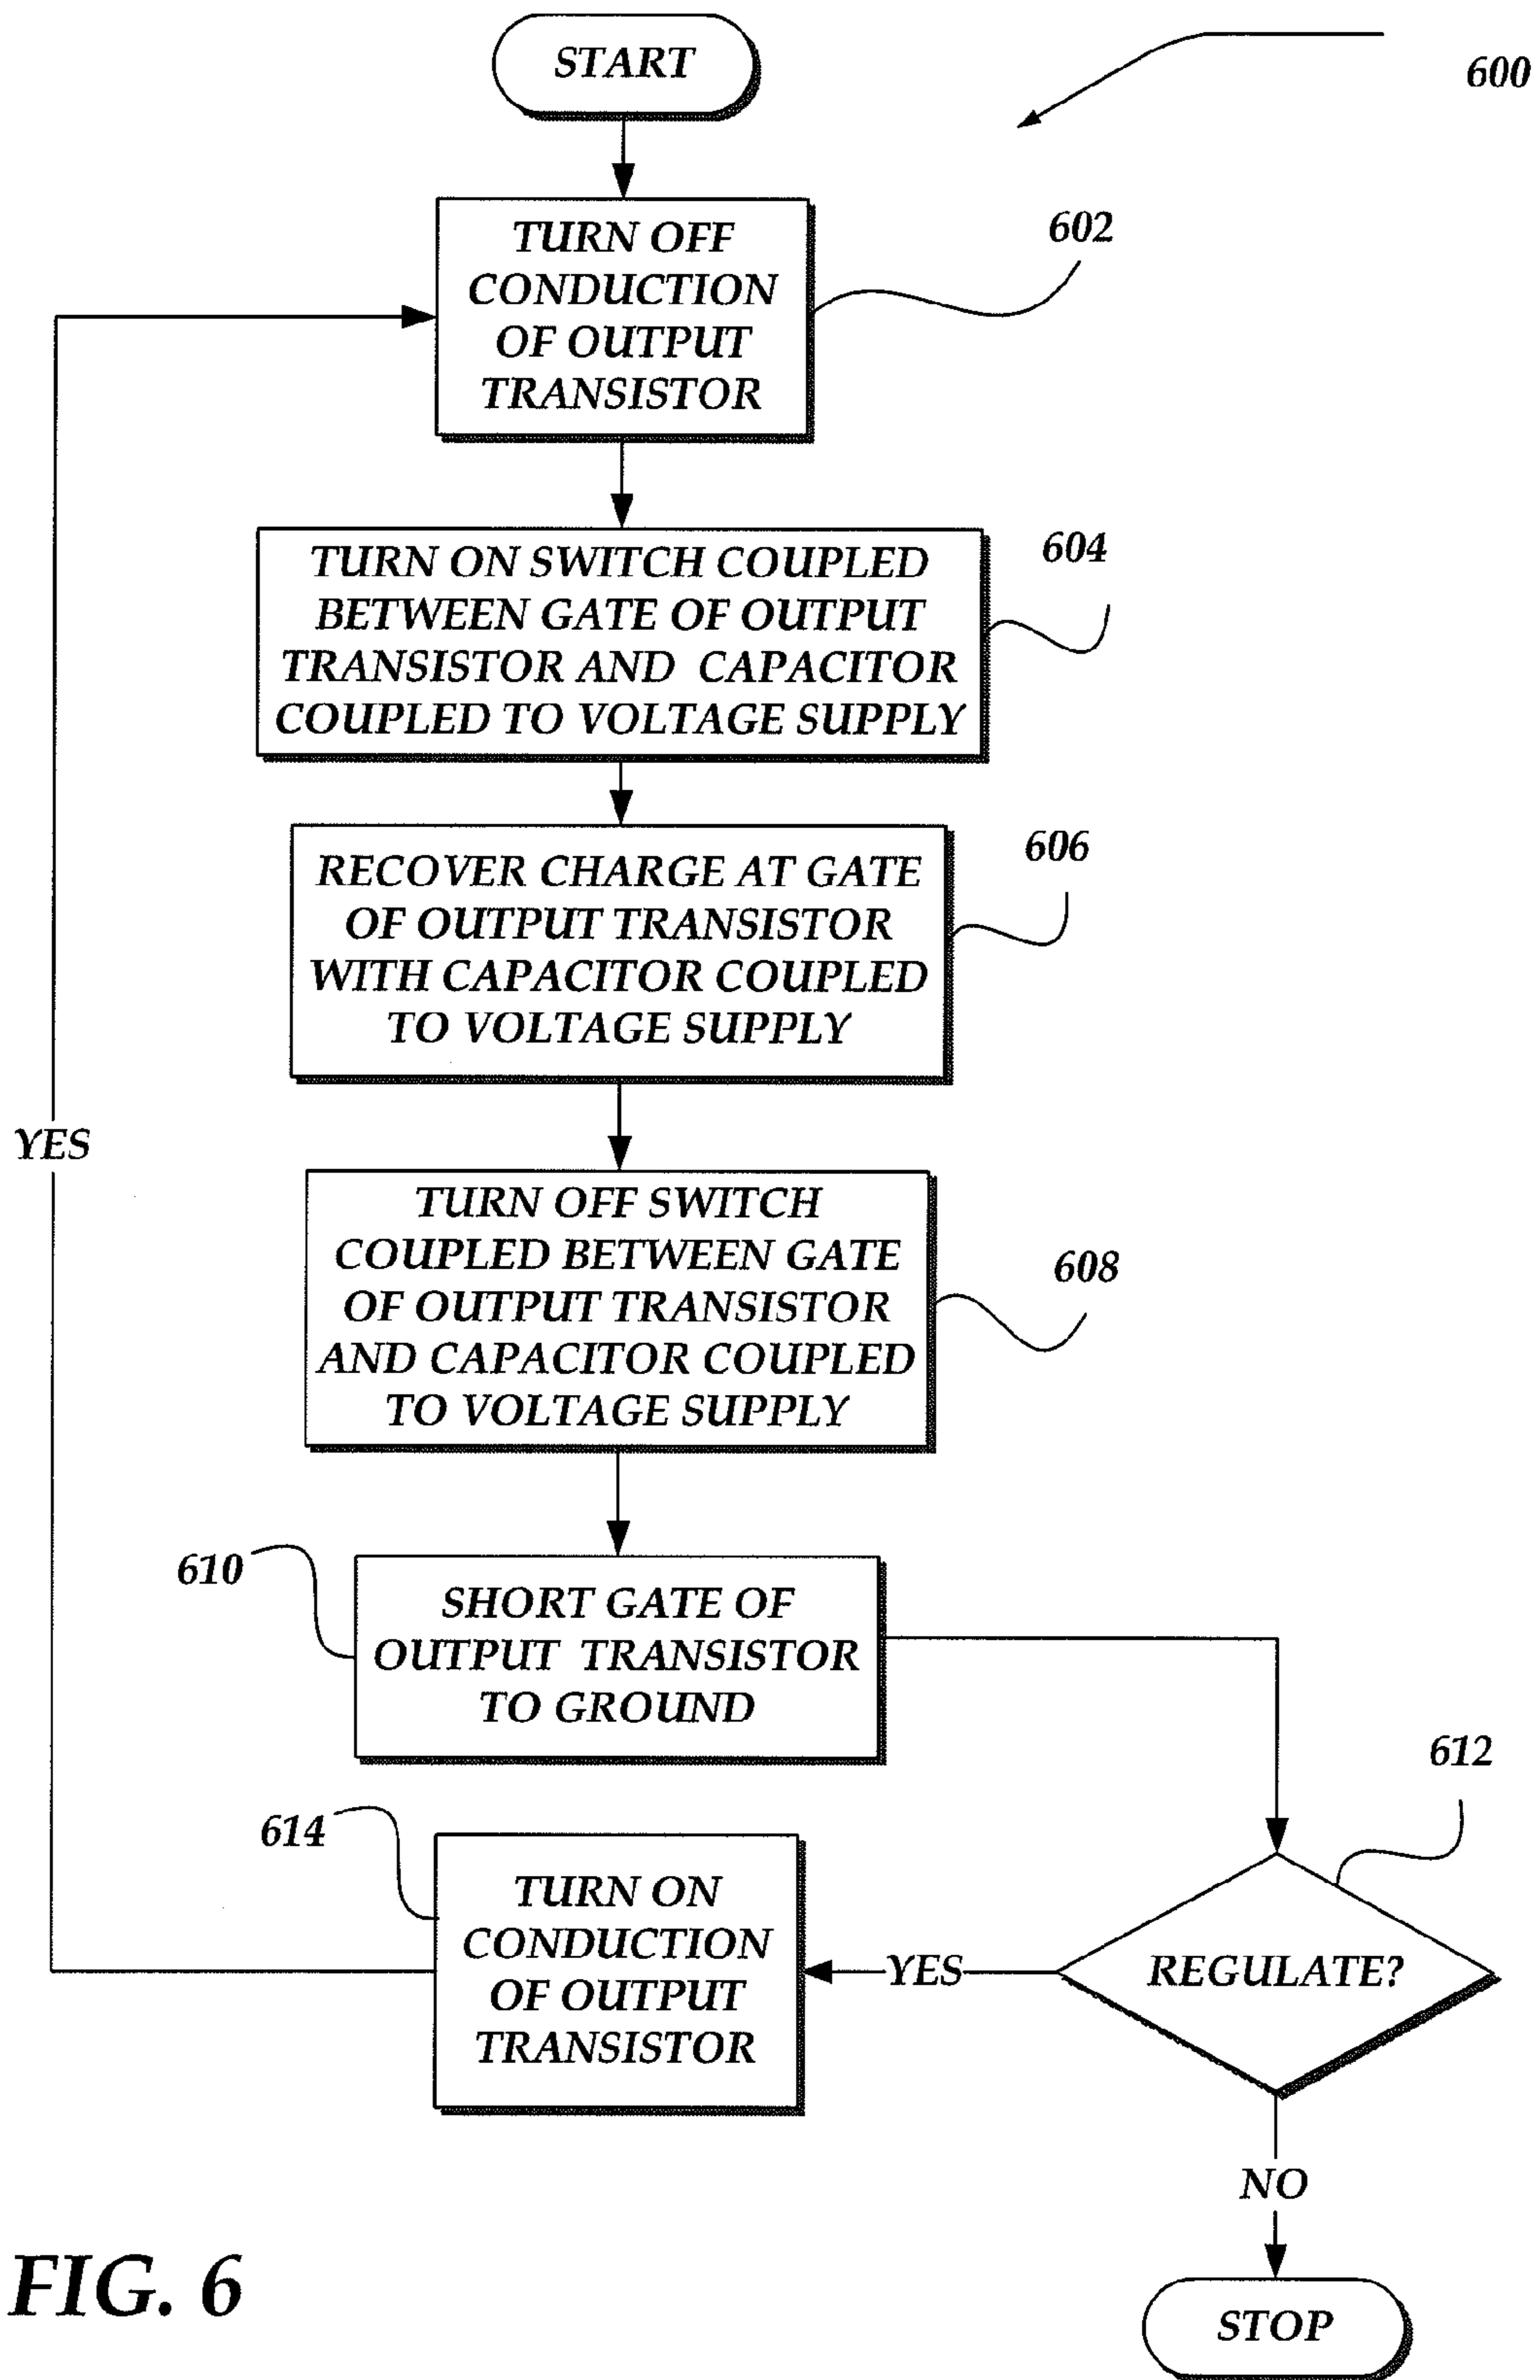 START
600
TURN OFF
CONDUCTION
OF OUTPUT
TRANSISTOR
602
TURN ON SWITCH COUPLED
BETWEEN GATE OF OUTPUT
TRANSISTOR AND CAPACITOR
COUPLED TO VOLTAGE SUPPLY
604
RECOVER CHARGE AT GATE
OF OUTPUT TRANSISTOR
WITH CAPACITOR COUPLED
TO VOLTAGE SUPPLY
606
YES
TURN OFF SWITCH
COUPLED BETWEEN GATE
OF OUTPUT TRANSISTOR
AND CAPACITOR COUPLED
TO VOLTAGE SUPPLY
608
610
SHORT GATE OF
OUTPUT TRANSISTOR
TO GROUND
612
614
TURN ON
CONDUCTION
OF OUTPUT
TRANSISTOR
YES
REGULATE?
NO
STOP
FIG. 6